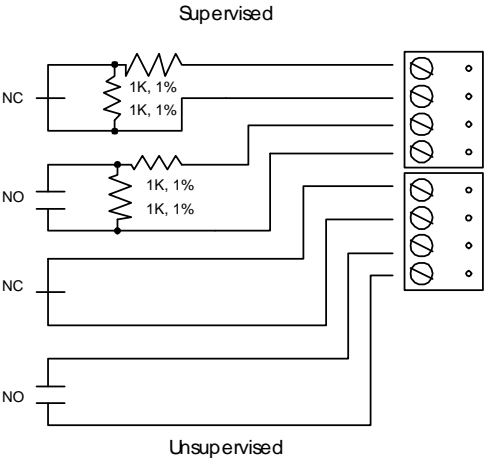 Supervised
1K, 1%
NC
1K, 1%
1K, 1%
NO
1K, 1%
NC
NO
Unsupervised